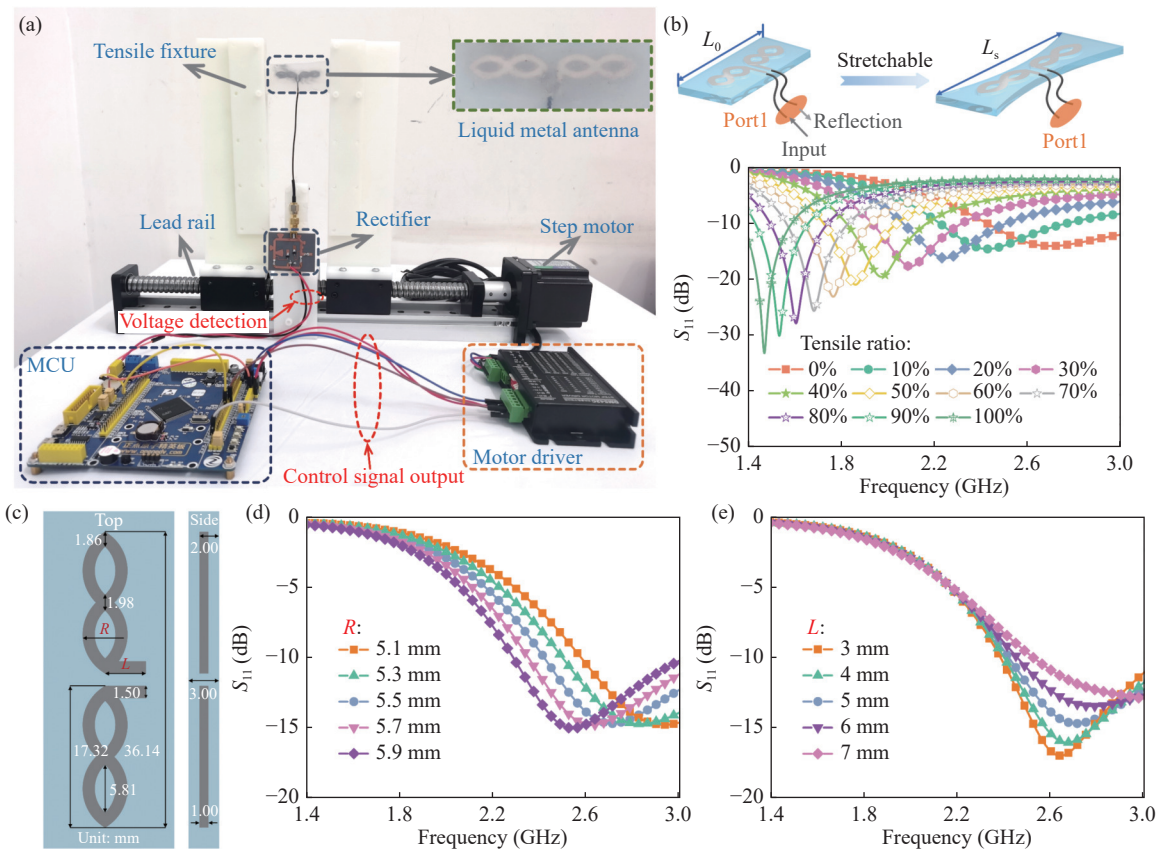 (a)
Tensile fixture
Liquid metal antenna
Lead rail
Rectifier
Step motor
Voltage detection
MCU
Control signal output
Motor driver
(b)
L0
Stretchable
Ls
Port1
Reflection
Input
Port1
S11 (dB)
0
−10
−20
−30
−40
−50
Tensile ratio:
0% 10% 20% 30%
40% 50% 60% 70%
80% 90% 100%
1.4 1.8 2.2 2.6 3.0
Frequency (GHz)
(c)
Top
Side
1.86
2.00
1.98
R
L
1.50
3.00
17.32
36.14
5.81
1.00
Unit: mm
(d)
S11 (dB)
0
−5
−10
−15
−20
R:
5.1 mm
5.3 mm
5.5 mm
5.7 mm
5.9 mm
1.4 1.8 2.2 2.6 3.0
Frequency (GHz)
(e)
S11 (dB)
0
−5
−10
−15
−20
L:
3 mm
4 mm
5 mm
6 mm
7 mm
1.4 1.8 2.2 2.6 3.0
Frequency (GHz)